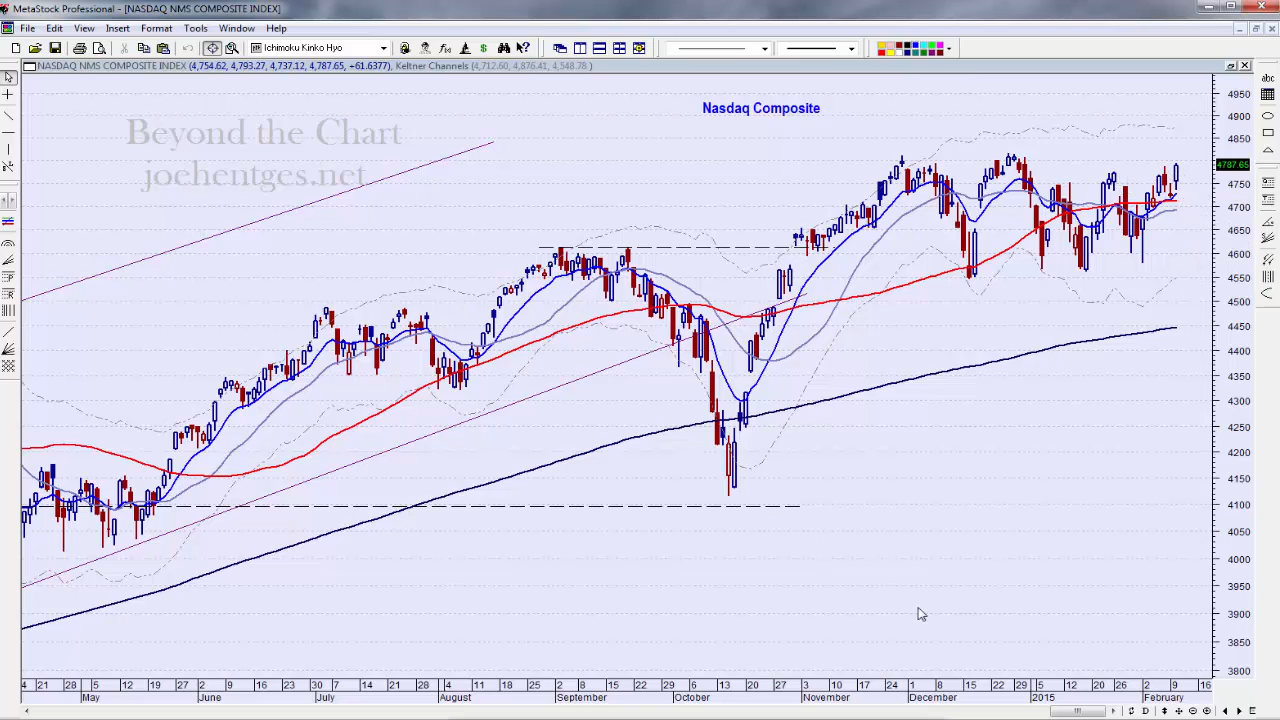 MetaStock Professional - [NASDAQ NMS COMPOSITE INDEX]
File Edit View Insert Format Tools Window Help
Ichimoku Kinko Hyo
NASDAQ NMS COMPOSITE INDEX (4,754.62, 4,793.27, 4,737.12, 4,787.65, +61.6377), Keltner Channels (4,712.60, 4,876.41, 4,548.78.)
Nasdaq Composite
Beyond the Chart
jochontges.net
abc
4950
4900
4850
4787.65
4750
4700
4650
4600
4550
4500
4450
4400
4350
4300
4250
4200
4150
4100
4050
4000
3950
3900
3850
3800
4 21 28 5 12 19 27 2 9 16 23 30 7 14 21 28 4 11 18 25 2 8 15 22 29 6 13 20 27 3 10 17 24 1 8 15 22 29 5 12 20 26 2 9 16
May June July August September October November December 2015 February